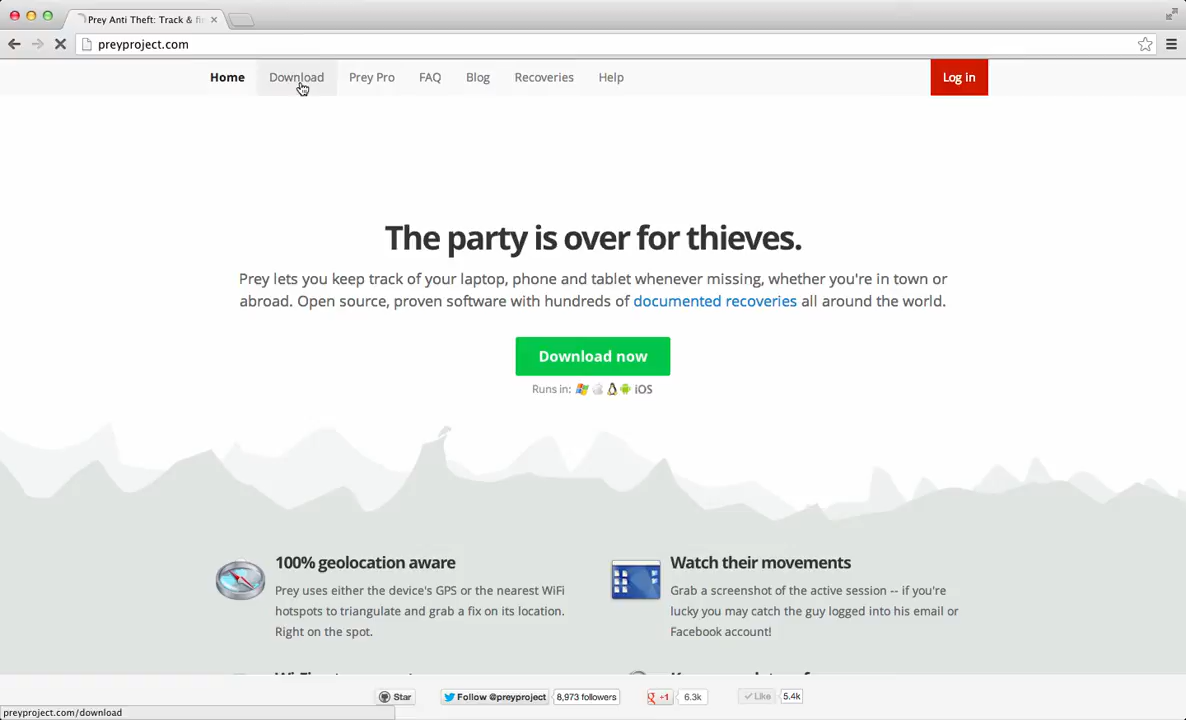 Prey Anti Theft: Track & fi
preyproject.com
Home Download Prey Pro FAQ Blog Recoveries Help Log in
The party is over for thieves.
Prey lets you keep track of your laptop, phone and tablet whenever missing, whether you're in town or
abroad. Open source, proven software with hundreds of documented recoveries all around the world.
Download now
Runs in: iOS
100% geolocation aware
Prey uses either the device's GPS or the nearest WiFi
hotspots to triangulate and grab a fix on its location.
Right on the spot.
Watch their movements
Grab a screenshot of the active session -- if you're
lucky you may catch the guy logged into his email or
Facebook account!
Star Follow @preyproject 8,973 followers +1 6.3k Like 5.4k
preyproject.com/download